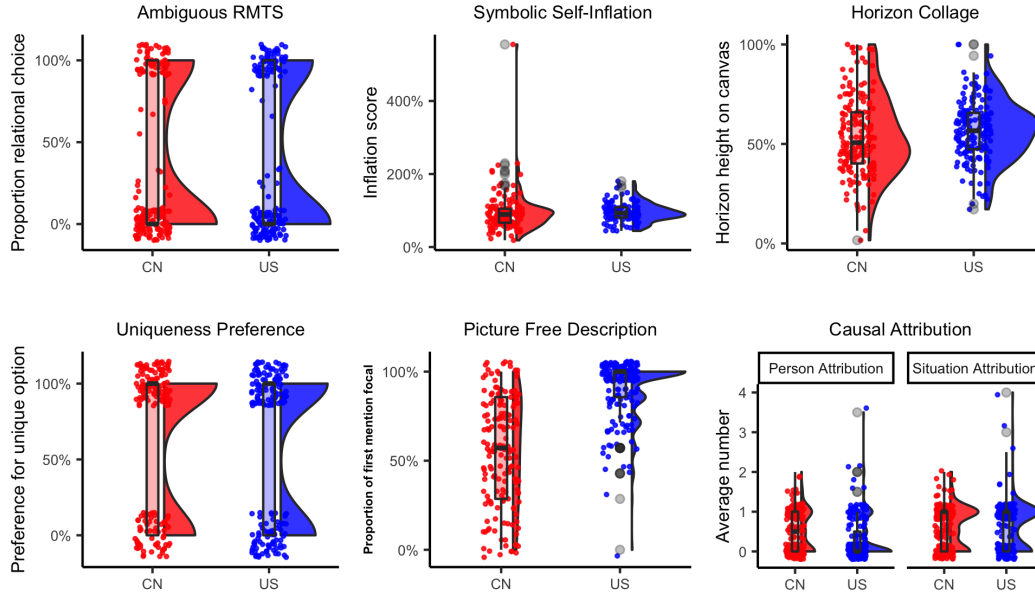 Ambiguous RMTS
Symbolic Self-Inflation
Horizon Collage
Proportion relational choice
100%
50%
0%
CN
US
Inflation score
400%
200%
0%
CN
US
Horizon height on canvas
100%
50%
0%
CN
US
Uniqueness Preference
Picture Free Description
Causal Attribution
Preference for unique option
100%
50%
0%
CN
US
Proportion of first mention focal
100%
50%
0%
CN
US
Person Attribution
Situation Attribution
Average number
4
3
2
1
0
CN
US
CN
US